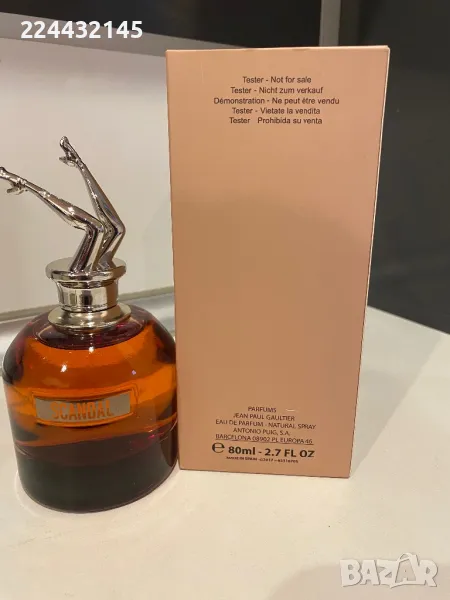 224432145
Tester - Not for sale
Tester - Nicht zum verkauf
Démonstration - Ne peut être vendu
Tester - Vietate la vendita
Tester Prohibida su venta
SCANDAL
PARFUMS
JEAN PAUL GAULTIER
EAU DE PARFUM - NATURAL SPRAY
ANTONIO PUIG, S.A.
BARCELONA 08902 PL EUROPA 46
e 80ml - 2.7 FL OZ
BAZAR